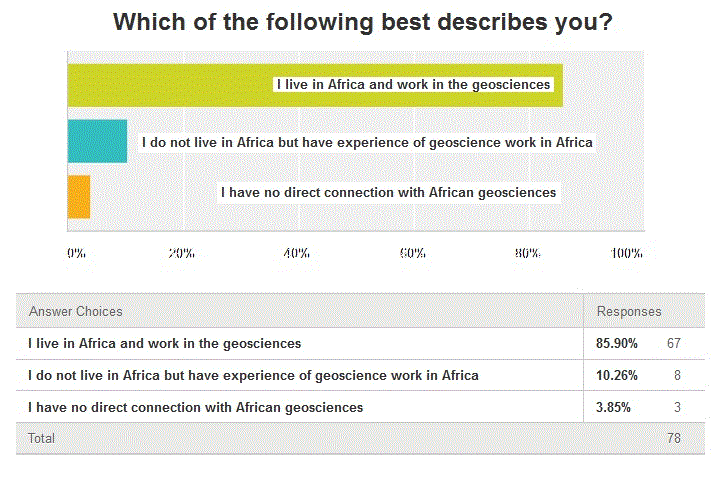 Which of the following best describes you?
I live in Africa and work in the geosciences
I do not live in Africa but have experience of geoscience work in Africa
I have no direct connection with African geosciences
0% 20% 40% 60% 80% 100%
Answer Choices Responses
I live in Africa and work in the geosciences 85.90% 67
I do not live in Africa but have experience of geoscience work in Africa 10.26% 8
I have no direct connection with African geosciences 3.85% 3
Total 78